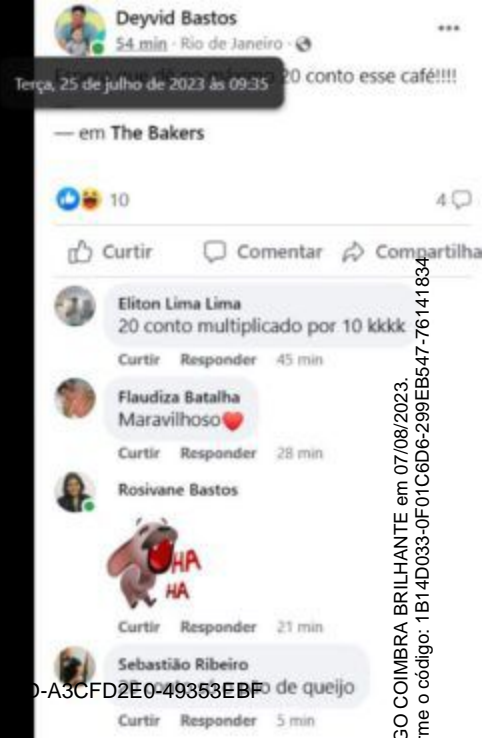 Deyvid Bastos
54 min · Rio de Janeiro ·
20 conto esse café!!!!
Terça, 25 de julho de 2023 às 09:35
— em The Bakers
10
4
Curtir Comentar Compartilha
Eliton Lima Lima
20 conto multiplicado por 10 kkkk
Curtir Responder 45 min
Flaudiza Batalha
Maravilhoso❤️
Curtir Responder 28 min
Rosivane Bastos
HA
HA
Curtir Responder 21 min
Sebastião Ribeiro
de queijo
-A3CFD2E0-49353EBF
Curtir Responder 5 min
GO COIMBRA BRILHANTE em 07/08/2023.
rme o código: 1B14D033-0F01C6D6-299EB547-76141834